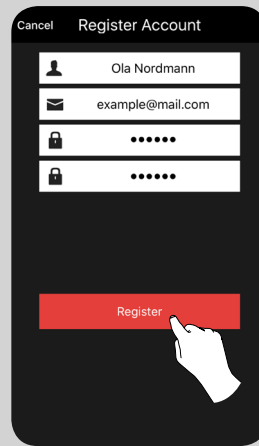 Cancel Register Account
Ola Nordmann
example@mail.com
••••••
••••••
Register